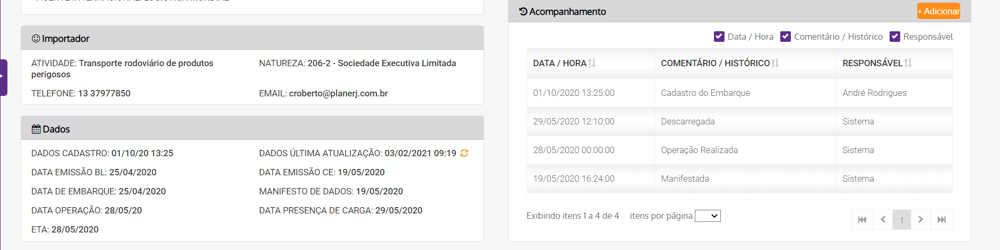 Importador
ATIVIDADE: Transporte rodoviário de produtos
perigosos
NATUREZA: 206-2 - Sociedade Executiva Limitada
TELEFONE: 13 37977850
EMAIL: croberto@planerj.com.br
Dados
DADOS CADASTRO: 01/10/20 13:25
DADOS ÚLTIMA ATUALIZAÇÃO: 03/02/2021 09:19
DATA EMISSÃO BL: 25/04/2020
DATA EMISSÃO CE: 19/05/2020
DATA DE EMBARQUE: 25/04/2020
MANIFESTO DE DADOS: 19/05/2020
DATA OPERAÇÃO: 28/05/20
DATA PRESENÇA DE CARGA: 29/05/2020
ETA: 28/05/2020
Acompanhamento
+ Adicionar
Data / Hora Comentário / Histórico Responsável
DATA / HORA COMENTÁRIO / HISTÓRICO RESPONSÁVEL
01/10/2020 13:25:00 Cadastro do Embarque André Rodrigues
29/05/2020 12:10:00 Descarregada Sistema
28/05/2020 00:00:00 Operação Realizada Sistema
19/05/2020 16:24:00 Manifestada Sistema
Exibindo itens 1 a 4 de 4 itens por página
1